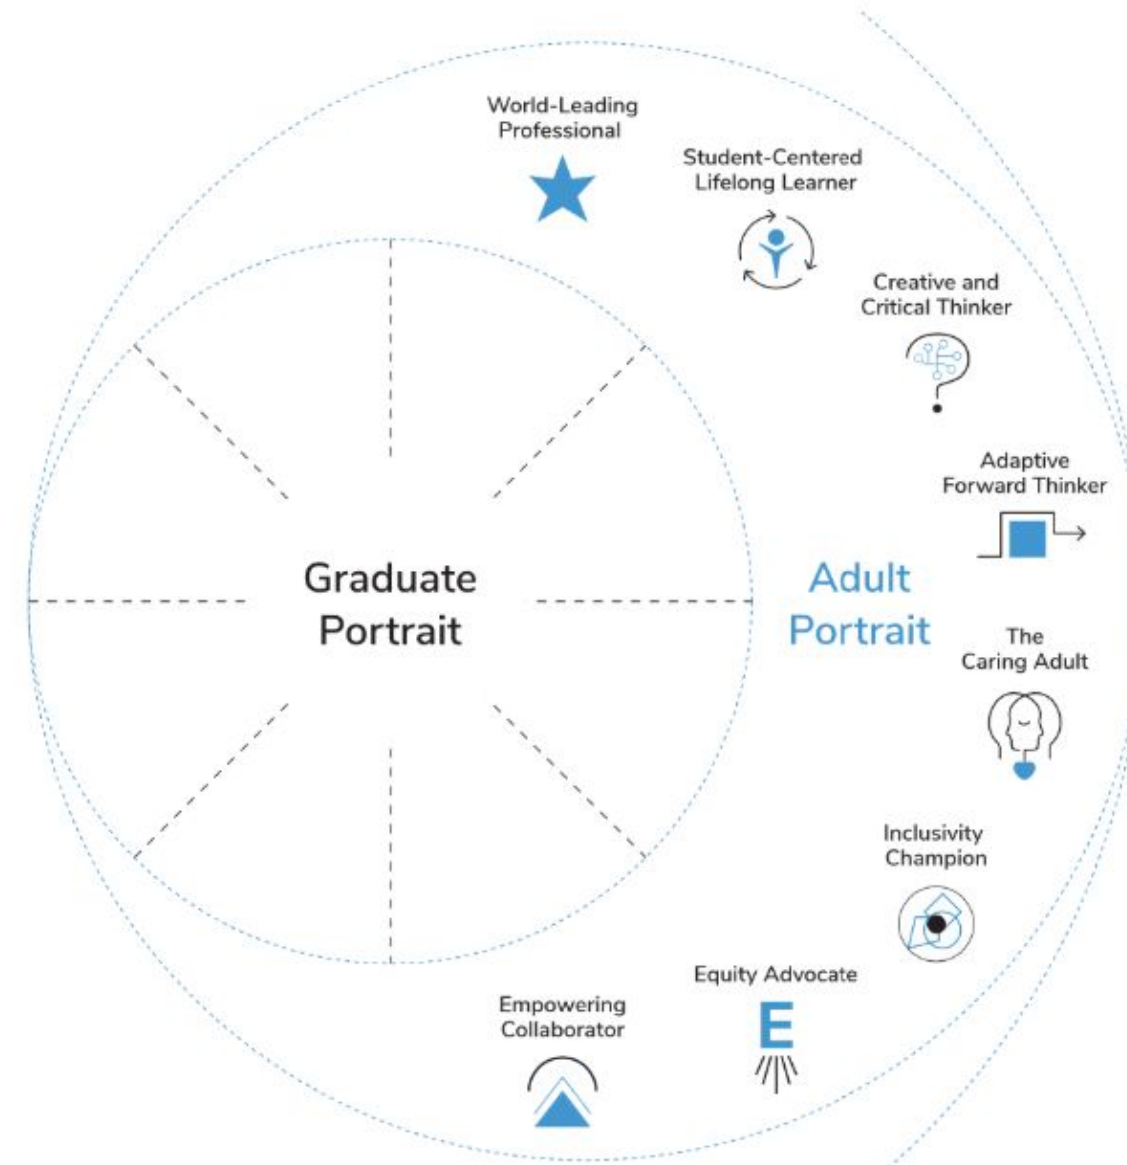 World-Leading
Professional
Student-Centered
Lifelong Learner
Creative and
Critical Thinker
Adaptive
Forward Thinker
Graduate
Portrait
Adult
Portrait
The
Caring Adult
Inclusivity
Champion
Equity Advocate
E
Empowering
Collaborator